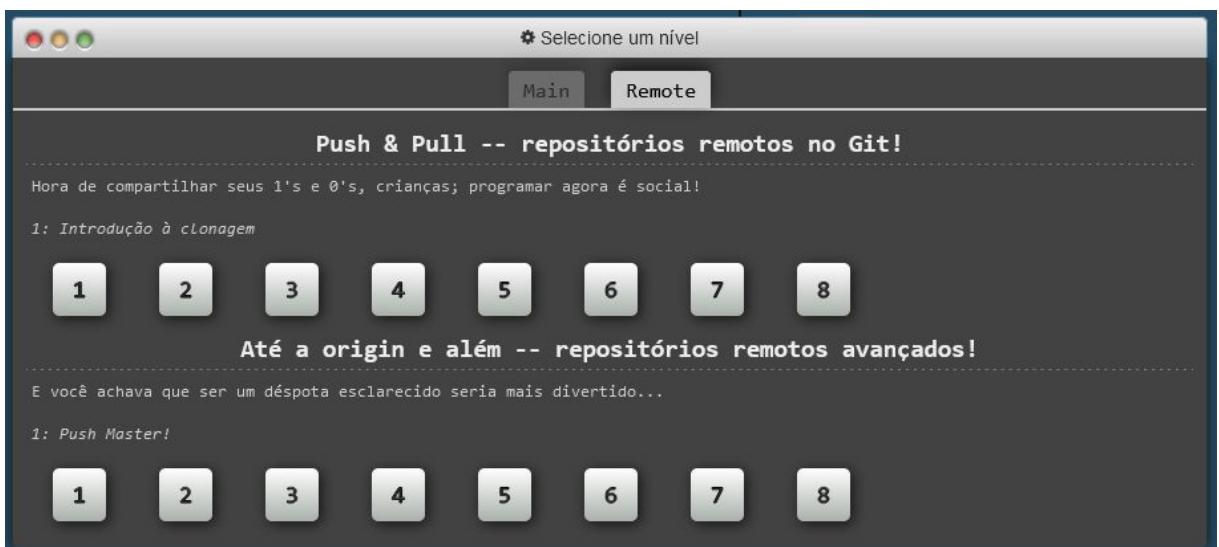 Selecione um nível
Main Remote
Push & Pull -- repositórios remotos no Git!
Hora de compartilhar seus 1's e 0's, crianças; programar agora é social!
1: Introdução à clonagem
1 2 3 4 5 6 7 8
Até a origin e além -- repositórios remotos avançados!
E você achava que ser um déspota esclarecido seria mais divertido...
1: Push Master!
1 2 3 4 5 6 7 8